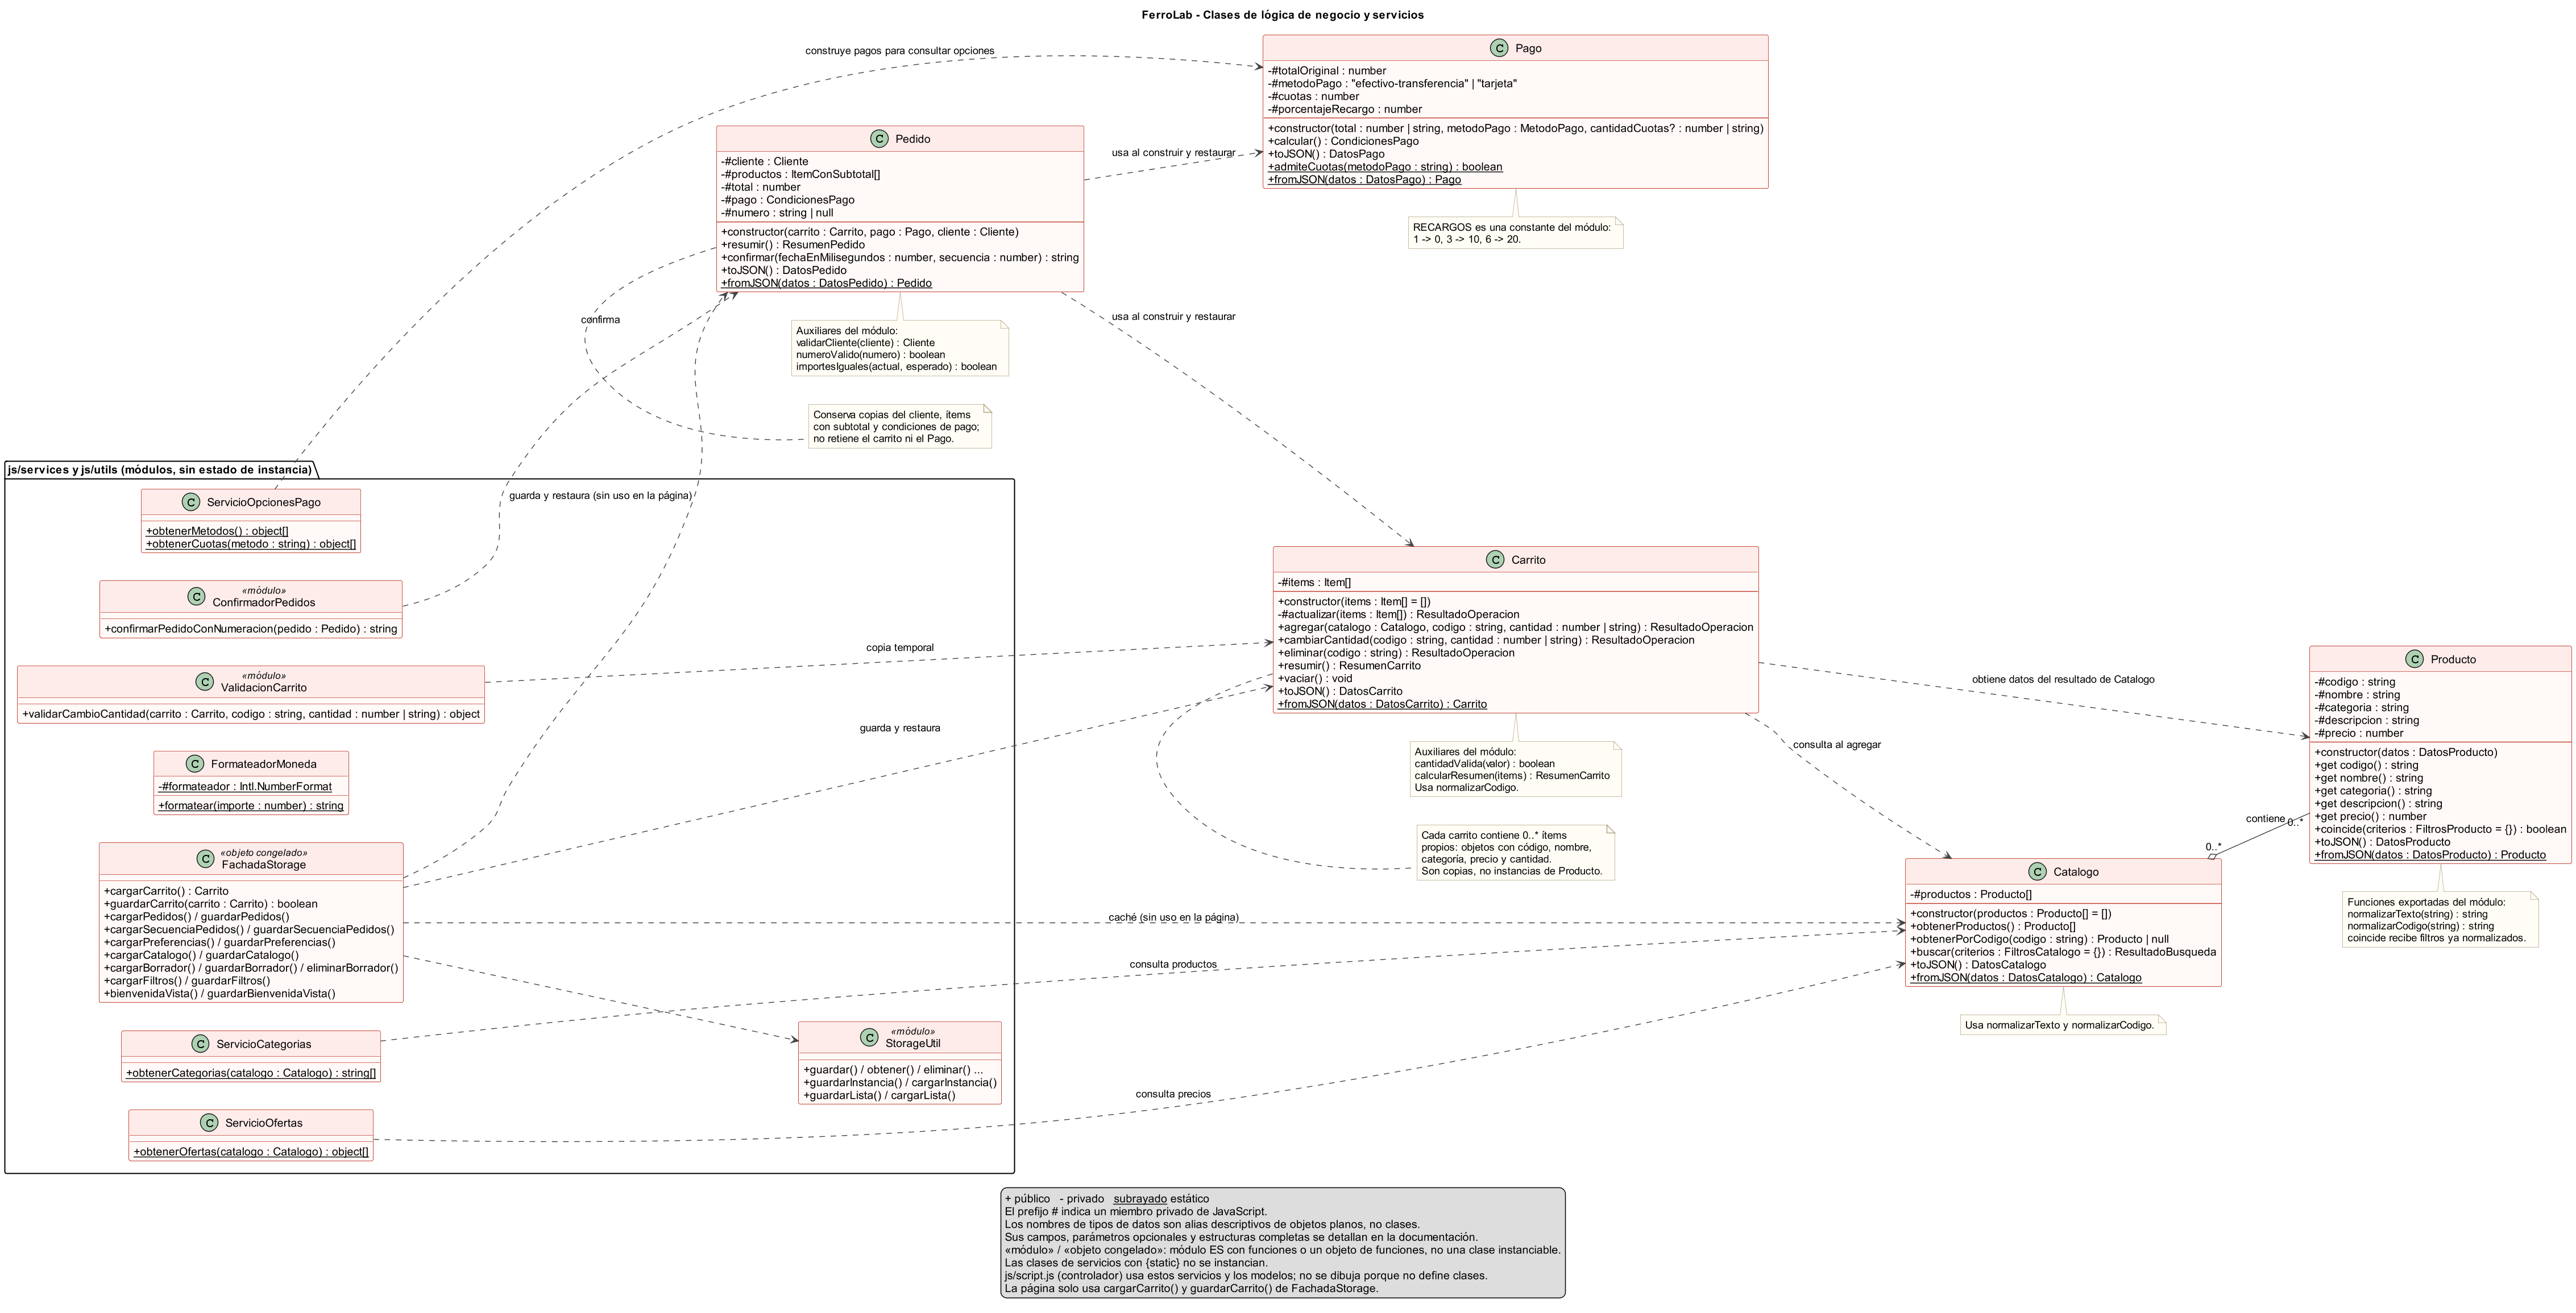 FerroLab - Clases de lógica de negocio y servicios
construye pagos para consultar opciones
C Pago
-#totalOriginal : number
-#metodoPago : "efectivo-transferencia" | "tarjeta"
-#cuotas : number
-#porcentajeRecargo : number
+constructor(total : number | string, metodoPago : MetodoPago, cantidadCuotas? : number | string)
+calcular() : CondicionesPago
+toJSON() : DatosPago
+admiteCuotas(metodoPago : string) : boolean
+fromJSON(datos : DatosPago) : Pago
RECARGOS es una constante del módulo:
1 -> 0, 3 -> 10, 6 -> 20.
C Pedido
-#cliente : Cliente
-#productos : ItemConSubtotal[]
-#total : number
-#pago : CondicionesPago
-#numero : string | null
+constructor(carrito : Carrito, pago : Pago, cliente : Cliente)
+resumir() : ResumenPedido
+confirmar(fechaEnMilisegundos : number, secuencia : number) : string
+toJSON() : DatosPedido
+fromJSON(datos : DatosPedido) : Pedido
usa al construir y restaurar
usa al construir y restaurar
confirma
Auxiliares del módulo:
validarCliente(cliente) : Cliente
numeroValido(numero) : boolean
importesIguales(actual, esperado) : boolean
Conserva copias del cliente, ítems
con subtotal y condiciones de pago;
no retiene el carrito ni el Pago.
js/services y js/utils (módulos, sin estado de instancia)
C ServicioOpcionesPago
+obtenerMetodos() : object[]
+obtenerCuotas(metodo : string) : object[]
guarda y restaura (sin uso en la página)
«módulo»
C ConfirmadorPedidos
+confirmarPedidoConNumeracion(pedido : Pedido) : string
«módulo»
C ValidacionCarrito
+validarCambioCantidad(carrito : Carrito, codigo : string, cantidad : number | string) : object
copia temporal
C FormateadorMoneda
-#formateador : Intl.NumberFormat
+formatear(importe : number) : string
guarda y restaura
«objeto congelado»
C FachadaStorage
+cargarCarrito() : Carrito
+guardarCarrito(carrito : Carrito) : boolean
+cargarPedidos() / guardarPedidos()
+cargarSecuenciaPedidos() / guardarSecuenciaPedidos()
+cargarPreferencias() / guardarPreferencias()
+cargarCatalogo() / guardarCatalogo()
+cargarBorrador() / guardarBorrador() / eliminarBorrador()
+cargarFiltros() / guardarFiltros()
+bienvenidaVista() / guardarBienvenidaVista()
caché (sin uso en la página)
C ServicioCategorias
+obtenerCategorias(catalogo : Catalogo) : string[]
consulta productos
«módulo»
C StorageUtil
+guardar() / obtener() / eliminar() ...
+guardarInstancia() / cargarInstancia()
+guardarLista() / cargarLista()
C ServicioOfertas
+obtenerOfertas(catalogo : Catalogo) : object[]
consulta precios
C Carrito
-#items : Item[]
+constructor(items : Item[] = [])
-#actualizar(items : Item[]) : ResultadoOperacion
+agregar(catalogo : Catalogo, codigo : string, cantidad : number | string) : ResultadoOperacion
+cambiarCantidad(codigo : string, cantidad : number | string) : ResultadoOperacion
+eliminar(codigo : string) : ResultadoOperacion
+resumir() : ResumenCarrito
+vaciar() : void
+toJSON() : DatosCarrito
+fromJSON(datos : DatosCarrito) : Carrito
Auxiliares del módulo:
cantidadValida(valor) : boolean
calcularResumen(items) : ResumenCarrito
Usa normalizarCodigo.
Cada carrito contiene 0..* ítems
propios: objetos con código, nombre,
categoría, precio y cantidad.
Son copias, no instancias de Producto.
obtiene datos del resultado de Catalogo
consulta al agregar
C Producto
-#codigo : string
-#nombre : string
-#categoria : string
-#descripcion : string
-#precio : number
+constructor(datos : DatosProducto)
+get codigo() : string
+get nombre() : string
+get categoria() : string
+get descripcion() : string
+get precio() : number
+coincide(criterios : FiltrosProducto = {}) : boolean
+toJSON() : DatosProducto
+fromJSON(datos : DatosProducto) : Producto
contiene
0..*
0..*
Funciones exportadas del módulo:
normalizarTexto(string) : string
normalizarCodigo(string) : string
coincide recibe filtros ya normalizados.
C Catalogo
-#productos : Producto[]
+constructor(productos : Producto[] = [])
+obtenerProductos() : Producto[]
+obtenerPorCodigo(codigo : string) : Producto | null
+buscar(criterios : FiltrosCatalogo = {}) : ResultadoBusqueda
+toJSON() : DatosCatalogo
+fromJSON(datos : DatosCatalogo) : Catalogo
Usa normalizarTexto y normalizarCodigo.
+ público - privado subrayado estático
El prefijo # indica un miembro privado de JavaScript.
Los nombres de tipos de datos son alias descriptivos de objetos planos, no clases.
Sus campos, parámetros opcionales y estructuras completas se detallan en la documentación.
«módulo» / «objeto congelado»: módulo ES con funciones o un objeto de funciones, no una clase instanciable.
Las clases de servicios con {static} no se instancian.
js/script.js (controlador) usa estos servicios y los modelos; no se dibuja porque no define clases.
La página solo usa cargarCarrito() y guardarCarrito() de FachadaStorage.